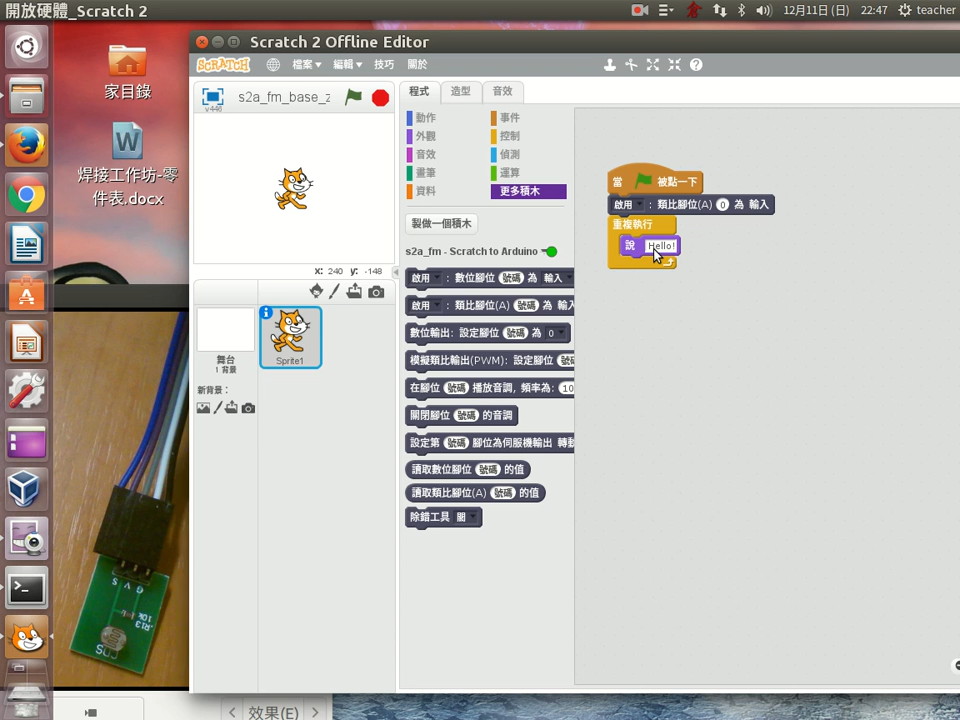 開放硬體_Scratch 2
12月11日 (日) 22:47 teacher
家目錄
焊接工作坊-零
件表.docx
Scratch 2 Offline Editor
SCRATCH 檔案 編輯 技巧 關於
v446
s2a_fm_base_z
程式 造型 音效
動作 事件
外觀 控制
音效 偵測
畫筆 運算
資料 更多積木
製做一個積木
s2a_fm - Scratch to Arduino
啟用 : 數位腳位 號碼 為 輸入
啟用 : 類比腳位(A) 號碼 為 輸入
數位輸出: 設定腳位 號碼 為 0
模擬類比輸出(PWM): 設定腳位 號碼
在腳位 號碼 播放音調, 頻率為: 10
關閉腳位 號碼 的音調
設定第 號碼 腳位為伺服機輸出 轉動
讀取數位腳位 號碼 的值
讀取類比腳位(A) 號碼 的值
除錯工具 關
當 被點一下
啟用 : 類比腳位(A) 0 為 輸入
重複執行
說 Hello!
X: 240 y: -148
舞台
1 背景
新背景:
Sprite1
G V S
R13
10k
CDS
效果(E)